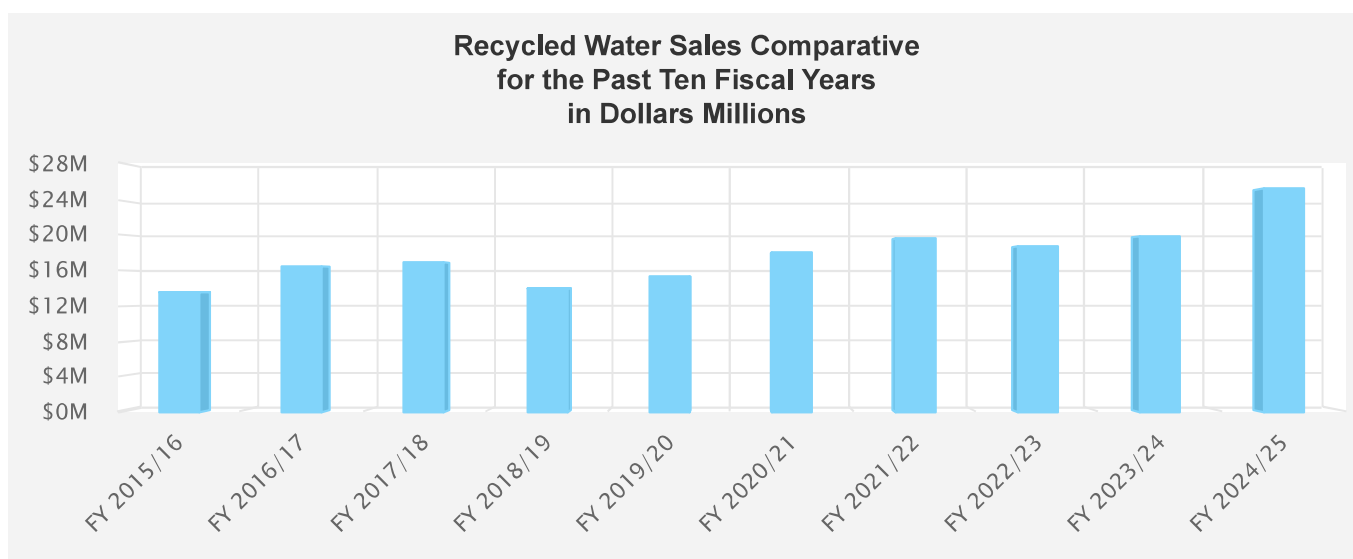 Recycled Water Sales Comparative
for the Past Ten Fiscal Years
in Dollars Millions
$28M
$24M
$20M
$16M
$12M
$8M
$4M
$0M
FY 2015/16
FY 2016/17
FY 2017/18
FY 2018/19
FY 2019/20
FY 2020/21
FY 2021/22
FY 2022/23
FY 2023/24
FY 2024/25